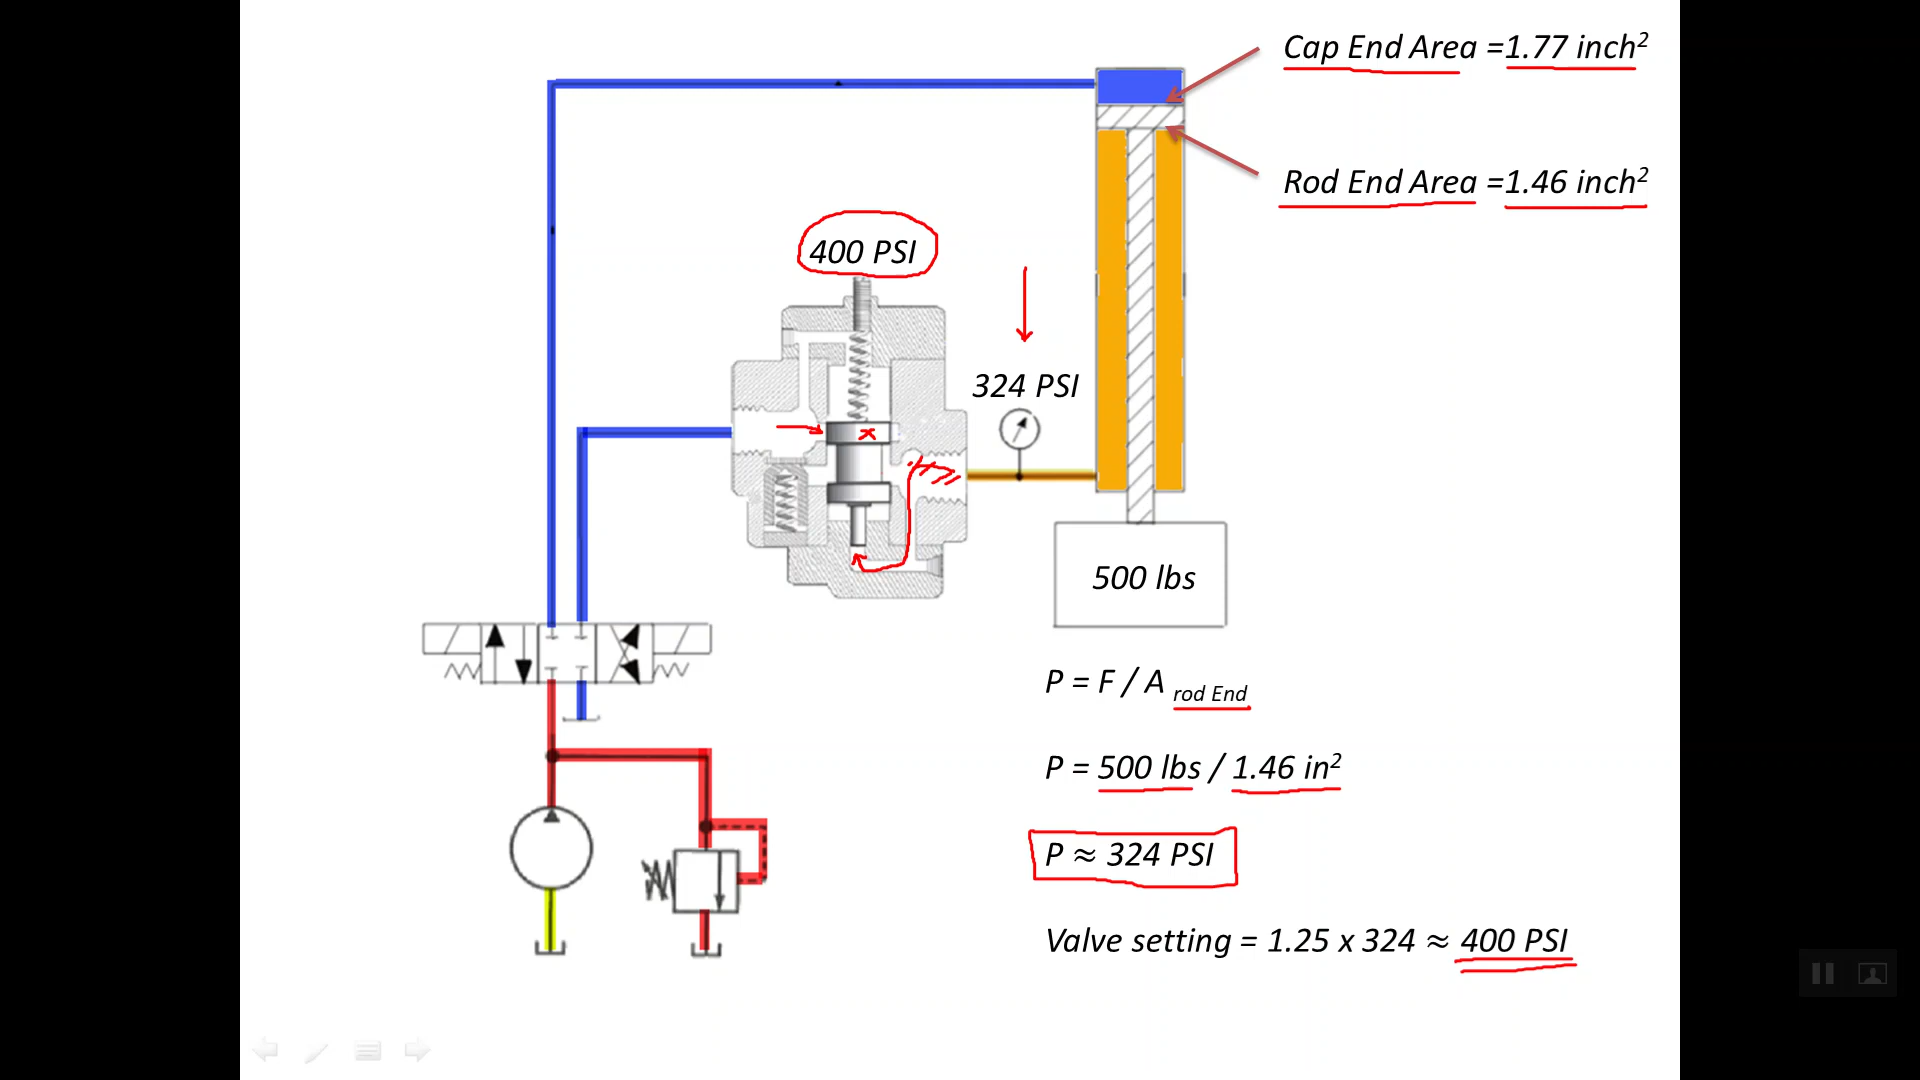 Cap End Area =1.77 inch²
Rod End Area =1.46 inch²
400 PSI
324 PSI
500 lbs
P = F / A rod End
P = 500 lbs / 1.46 in²
P ≈ 324 PSI
Valve setting = 1.25 x 324 ≈ 400 PSI